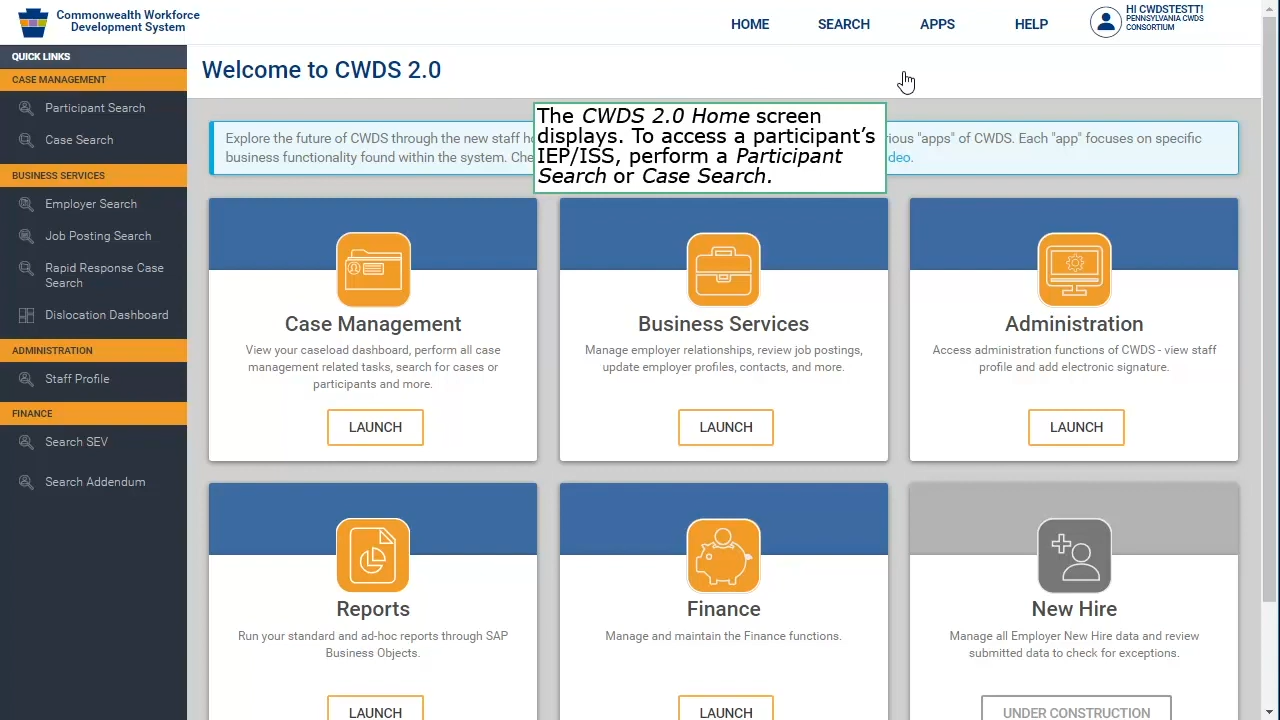 Commonwealth Workforce
Development System
HOME
SEARCH
APPS
HELP
HI CWDSTESTT!
PENNSYLVANIA CWDS
CONSORTIUM
QUICK LINKS
CASE MANAGEMENT
Participant Search
Case Search
BUSINESS SERVICES
Employer Search
Job Posting Search
Rapid Response Case
Search
Dislocation Dashboard
ADMINISTRATION
Staff Profile
FINANCE
Search SEV
Search Addendum
Welcome to CWDS 2.0
The CWDS 2.0 Home screen
displays. To access a participant's
IEP/ISS, perform a Participant
Search or Case Search.
Explore the future of CWDS through the new staff "apps" of CWDS. Each "app" focuses on specific
business functionality found within the system.
Case Management
View your caseload dashboard, perform all case
management related tasks, search for cases or
participants and more.
LAUNCH
Business Services
Manage employer relationships, review job postings,
update employer profiles, contacts, and more.
LAUNCH
Administration
Access administration functions of CWDS - view staff
profile and add electronic signature.
LAUNCH
Reports
Run your standard and ad-hoc reports through SAP
Business Objects.
LAUNCH
Finance
Manage and maintain the Finance functions.
LAUNCH
New Hire
Manage all Employer New Hire data and review
submitted data to check for exceptions.
UNDER CONSTRUCTION